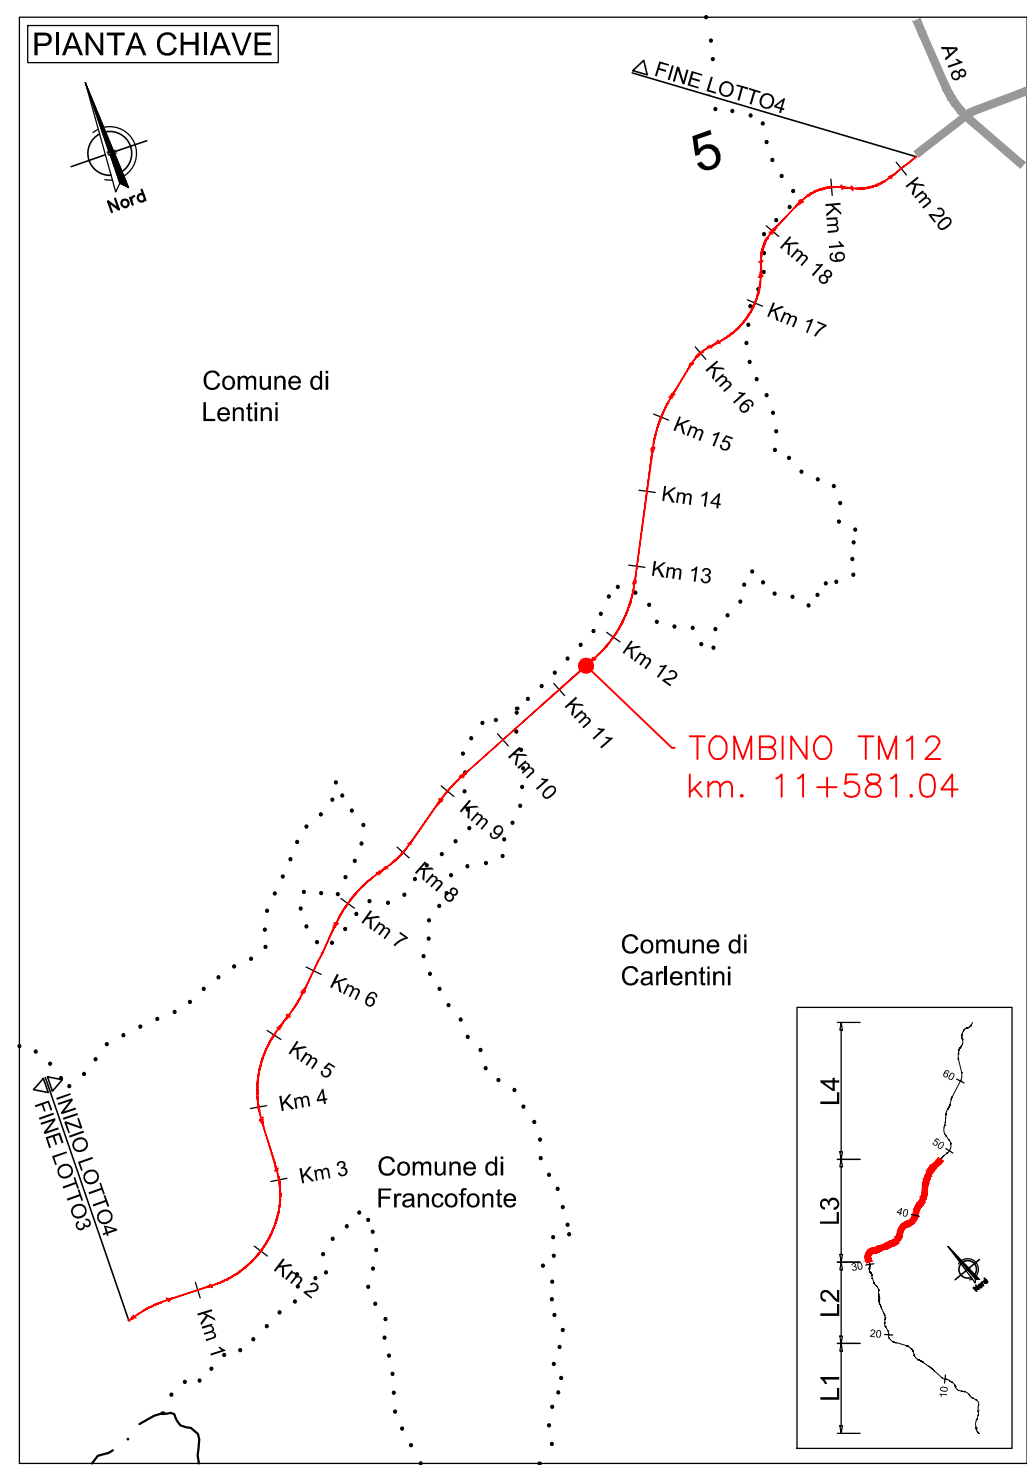 PIANTA CHIAVE
A18
FINE LOTTO4
5
Nord
Km 20
Km 19
Km 18
Km 17
Comune di
Lentini
Km 16
Km 15
Km 14
Km 13
Km 12
Km 11
TOMBINO TM12
km. 11+581.04
Km 10
Km 9
Km 8
Km 7
Comune di
Carlentini
Km 6
Km 5
Km 4
INIZIO LOTTO4
FINE LOTTO3
Km 3
Comune di
Francofonte
Km 2
Km 1
L4
60
50
L3
40
30
L2
20
L1
10